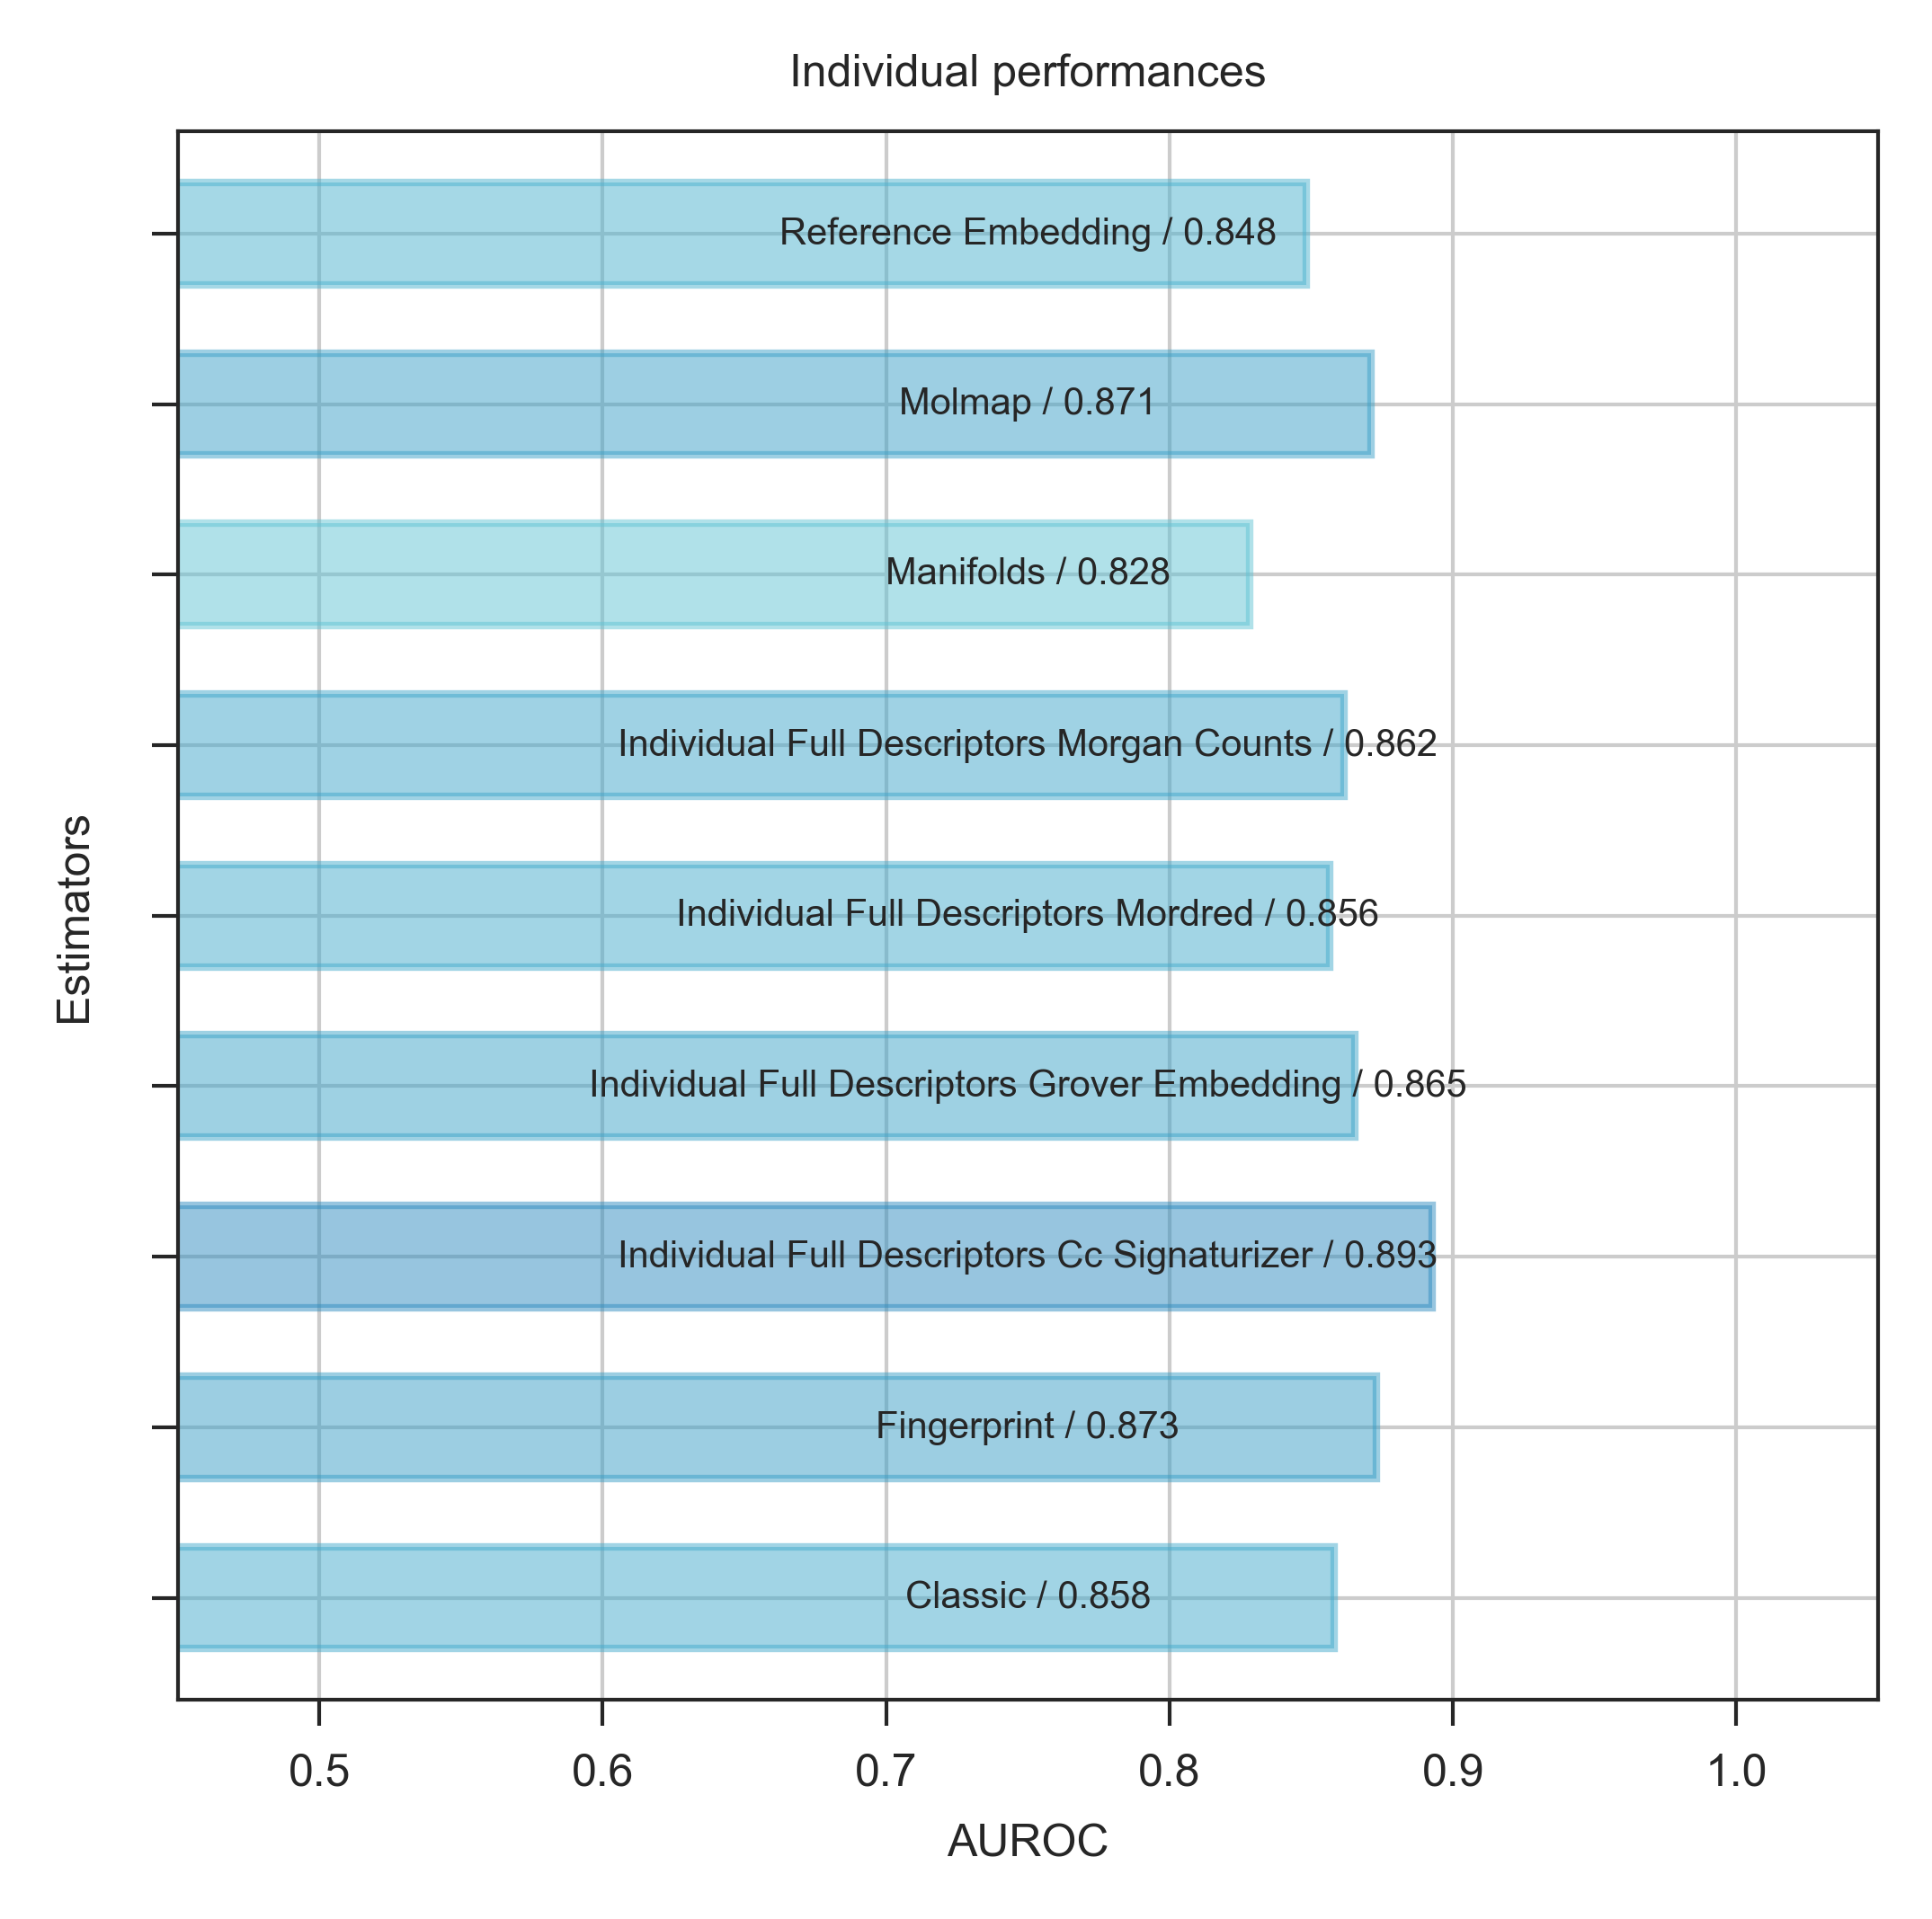 Individual performances
Reference Embedding / 0.848
Molmap / 0.871
Manifolds / 0.828
Individual Full Descriptors Morgan Counts / 0.862
Individual Full Descriptors Mordred / 0.856
Individual Full Descriptors Grover Embedding / 0.865
Individual Full Descriptors Cc Signaturizer / 0.893
Fingerprint / 0.873
Classic / 0.858
Estimators
0.5 0.6 0.7 0.8 0.9 1.0
AUROC